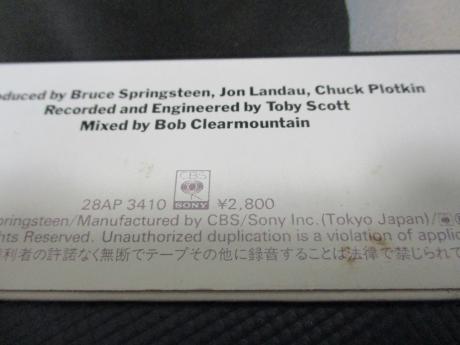 oduced by Bruce Springsteen, Jon Landau, Chuck Plotkin
Recorded and Engineered by Toby Scott
Mixed by Bob Clearmountain
CBS
SONY
28AP 3410 ¥2,800
pringsteen/Manufactured by CBS/Sony Inc.(Tokyo Japan)/
hts Reserved. Unauthorized duplication is a violation of applic
利者の許諾なく無断でテープその他に録音することは法律で禁じられて